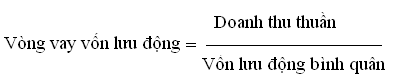 Doanh thu thuần
Vòng vay vốn lưu động =
Vốn lưu động bình quân